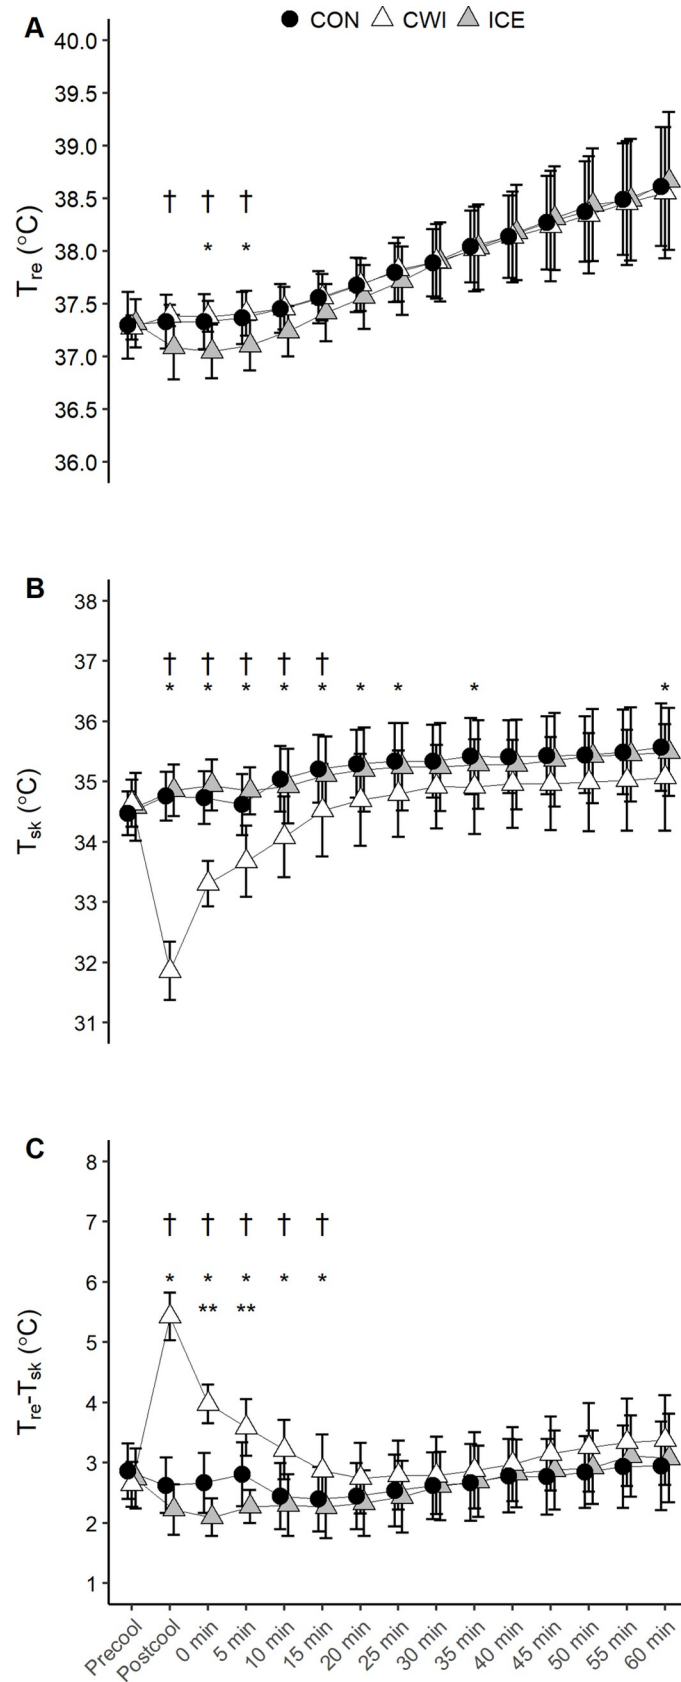 A
CON CWI ICE
40.0
39.5
39.0
38.5
38.0
37.5
37.0
36.5
36.0
Tre (°C)
† † †
* *
B
38
37
36
35
34
33
32
31
Tsk (°C)
† † † † †
* * * * * * * * *
C
8
7
6
5
4
3
2
1
Tre-Tsk (°C)
† † † † †
* * * * *
** **
Precool Postcool 0 min 5 min 10 min 15 min 20 min 25 min 30 min 35 min 40 min 45 min 50 min 55 min 60 min